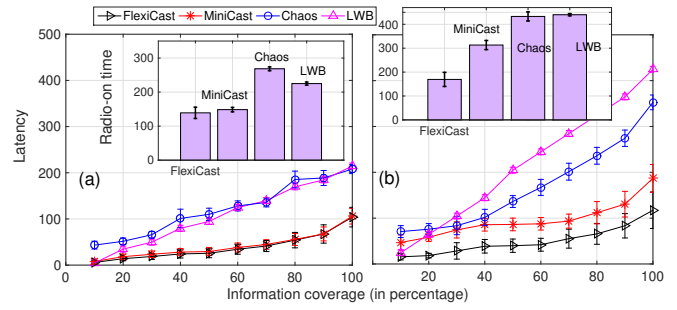 FlexiCast MiniCast Chaos LWB
500
400
300
200
100
0
Latency
Radio-on time
300
200
100
0
FlexiCast
MiniCast
Chaos
LWB
(a)
0 20 40 60 80 100
400
300
200
100
0
FlexiCast
MiniCast
Chaos
LWB
(b)
20 40 60 80 100
Information coverage (in percentage)